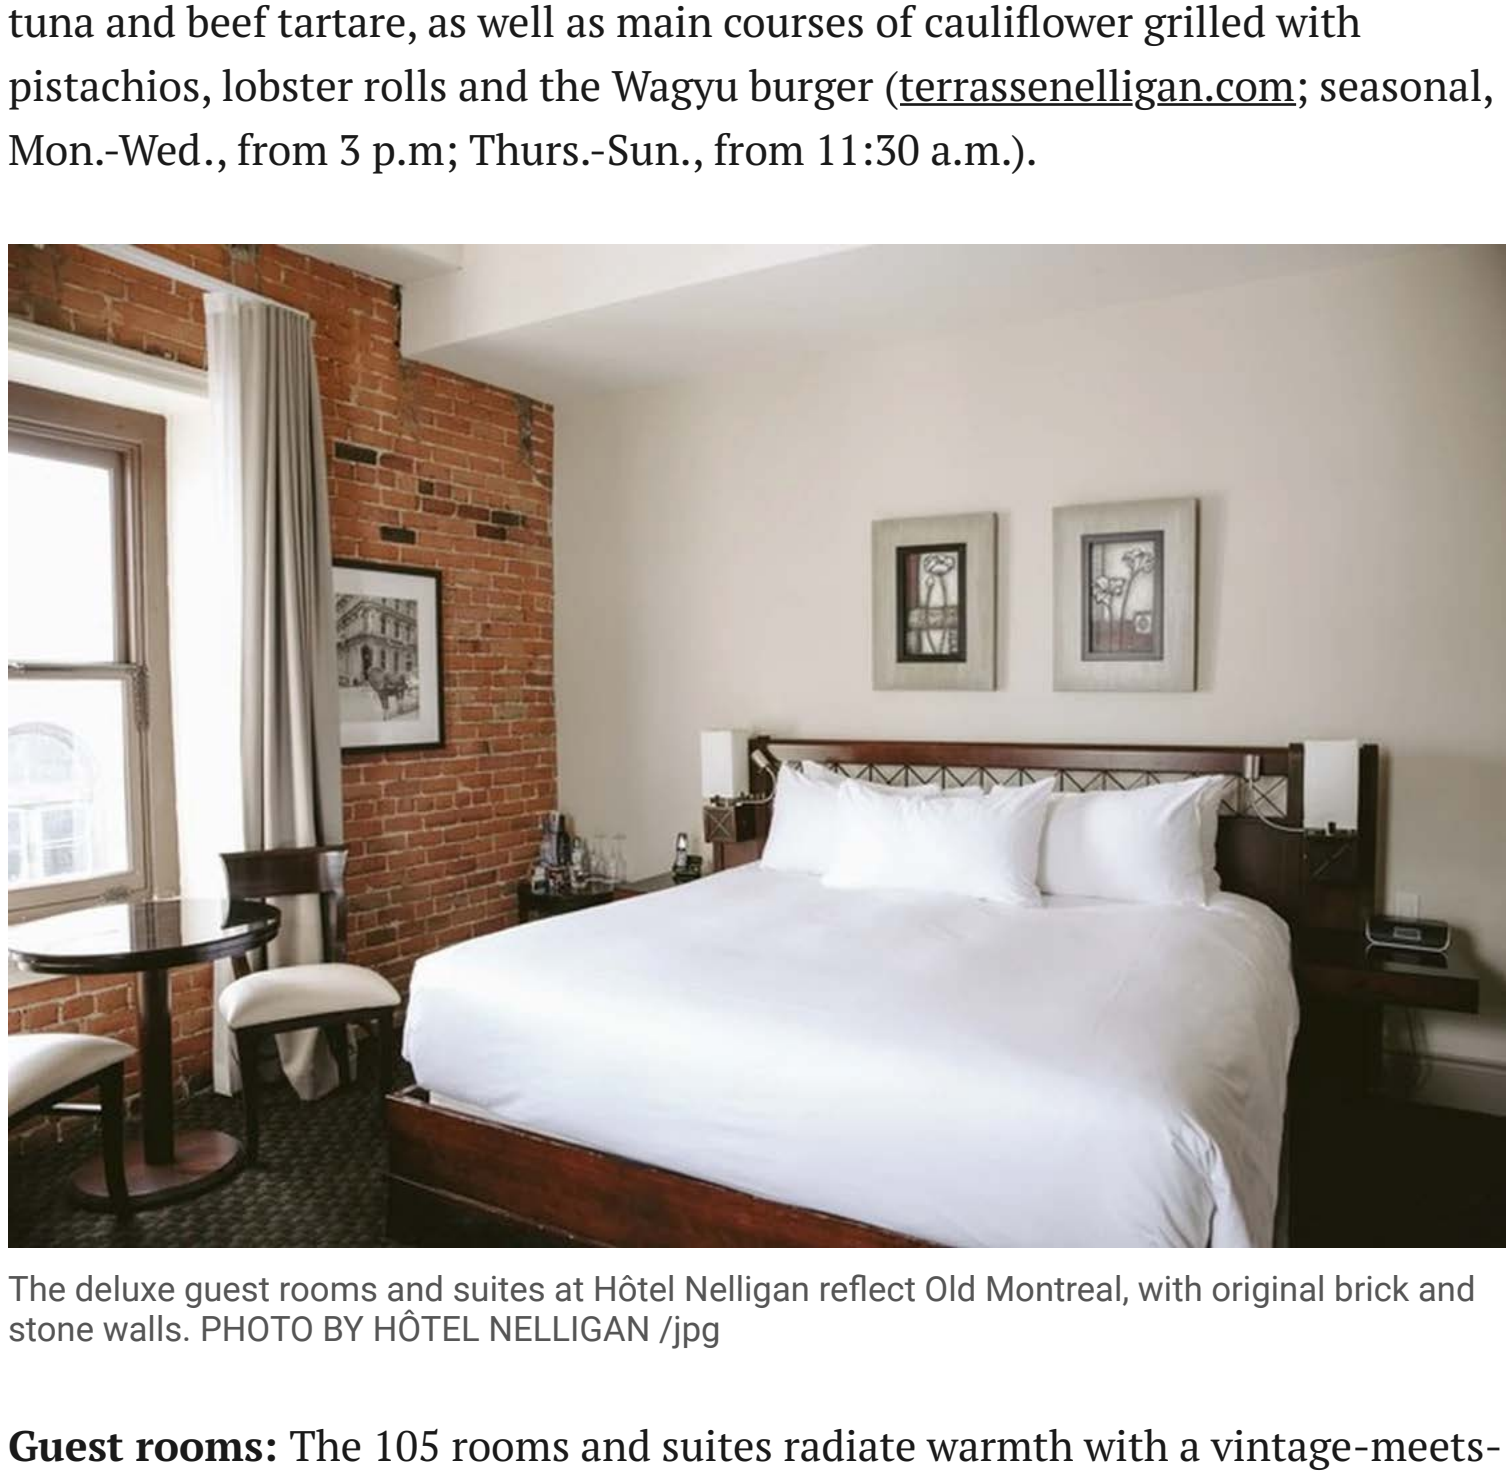 tuna and beef tartare, as well as main courses of cauliflower grilled with
pistachios, lobster rolls and the Wagyu burger (terrassenelligan.com; seasonal,
Mon.-Wed., from 3 p.m; Thurs.-Sun., from 11:30 a.m.).
The deluxe guest rooms and suites at Hôtel Nelligan reflect Old Montreal, with original brick and
stone walls. PHOTO BY HÔTEL NELLIGAN /jpg
Guest rooms: The 105 rooms and suites radiate warmth with a vintage-meets-